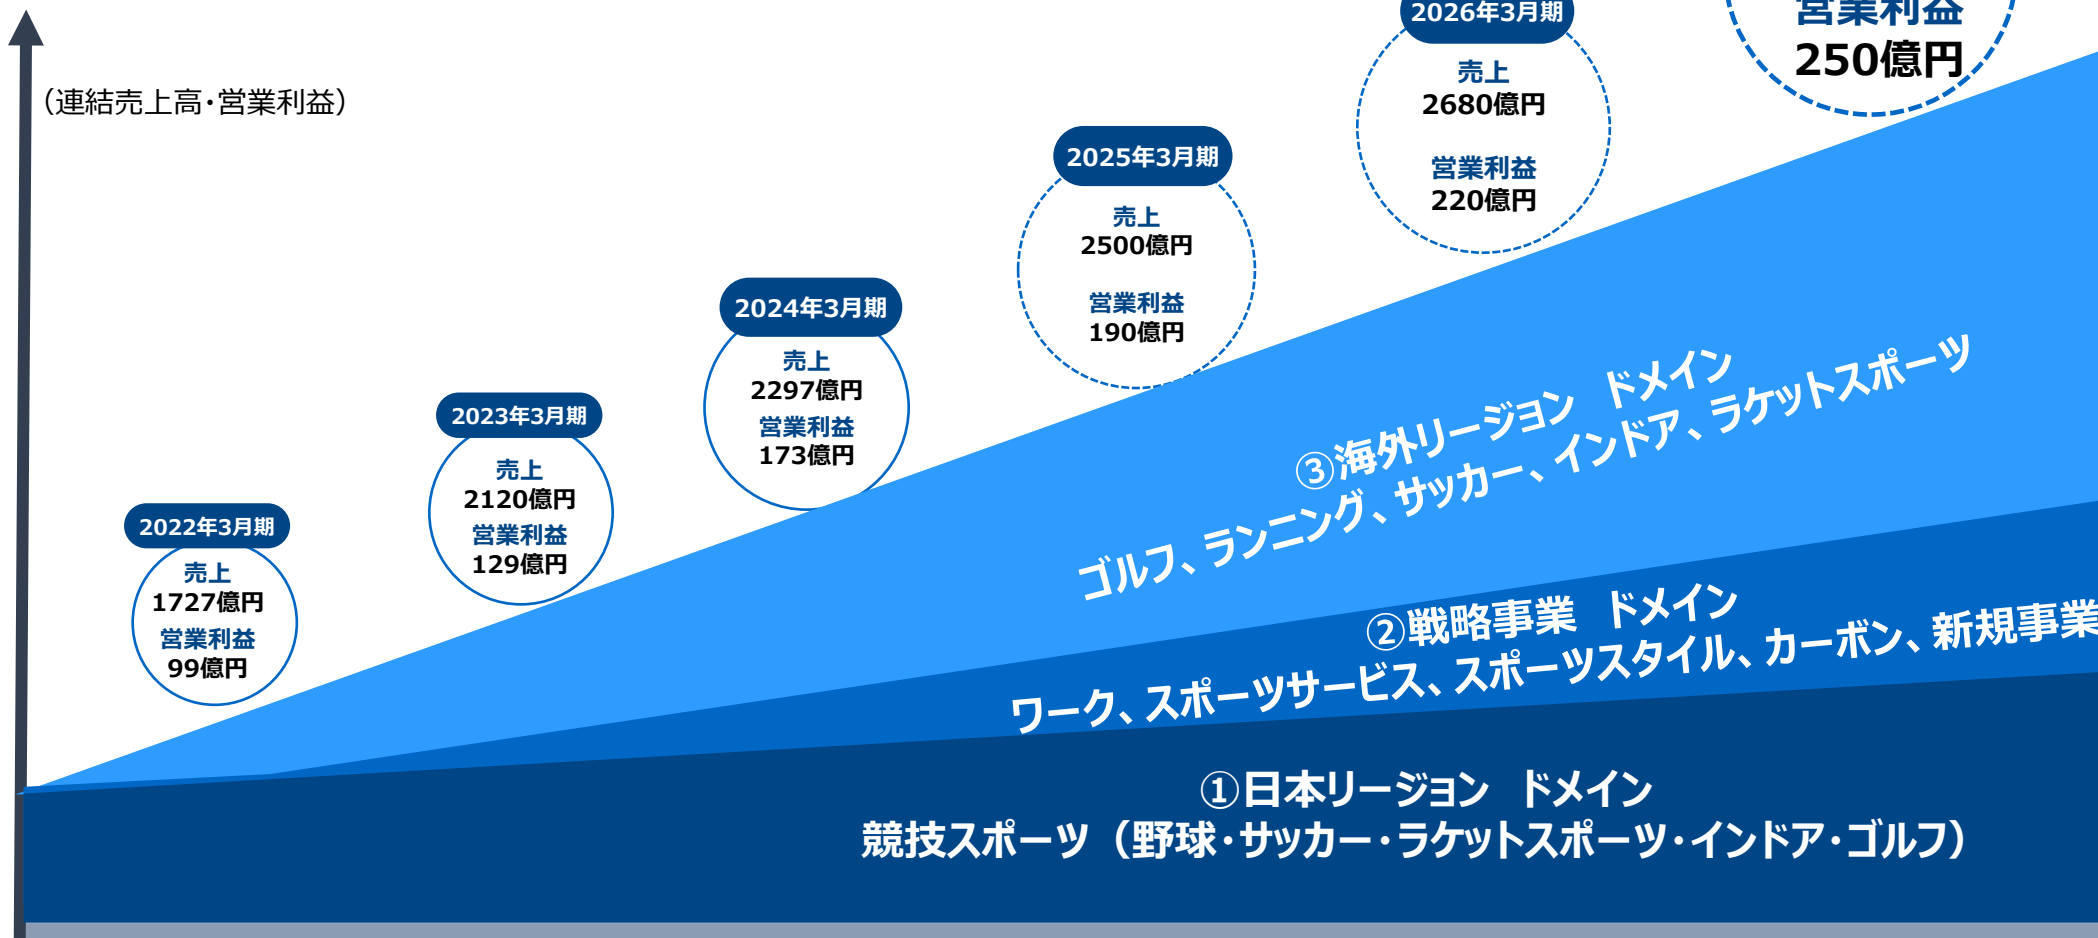 （連結売上高・営業利益）
2022年3月期
売上
1727億円
営業利益
99億円
2023年3月期
売上
2120億円
営業利益
129億円
2024年3月期
売上
2297億円
営業利益
173億円
2025年3月期
売上
2500億円
営業利益
190億円
2026年3月期
売上
2680億円
営業利益
220億円
営業利益
250億円
③海外リージョン　ドメイン
ゴルフ、ランニング、サッカー、インドア、ラケットスポーツ
②戦略事業　ドメイン
ワーク、スポーツサービス、スポーツスタイル、カーボン、新規事業
①日本リージョン　ドメイン
競技スポーツ（野球・サッカー・ラケットスポーツ・インドア・ゴルフ）